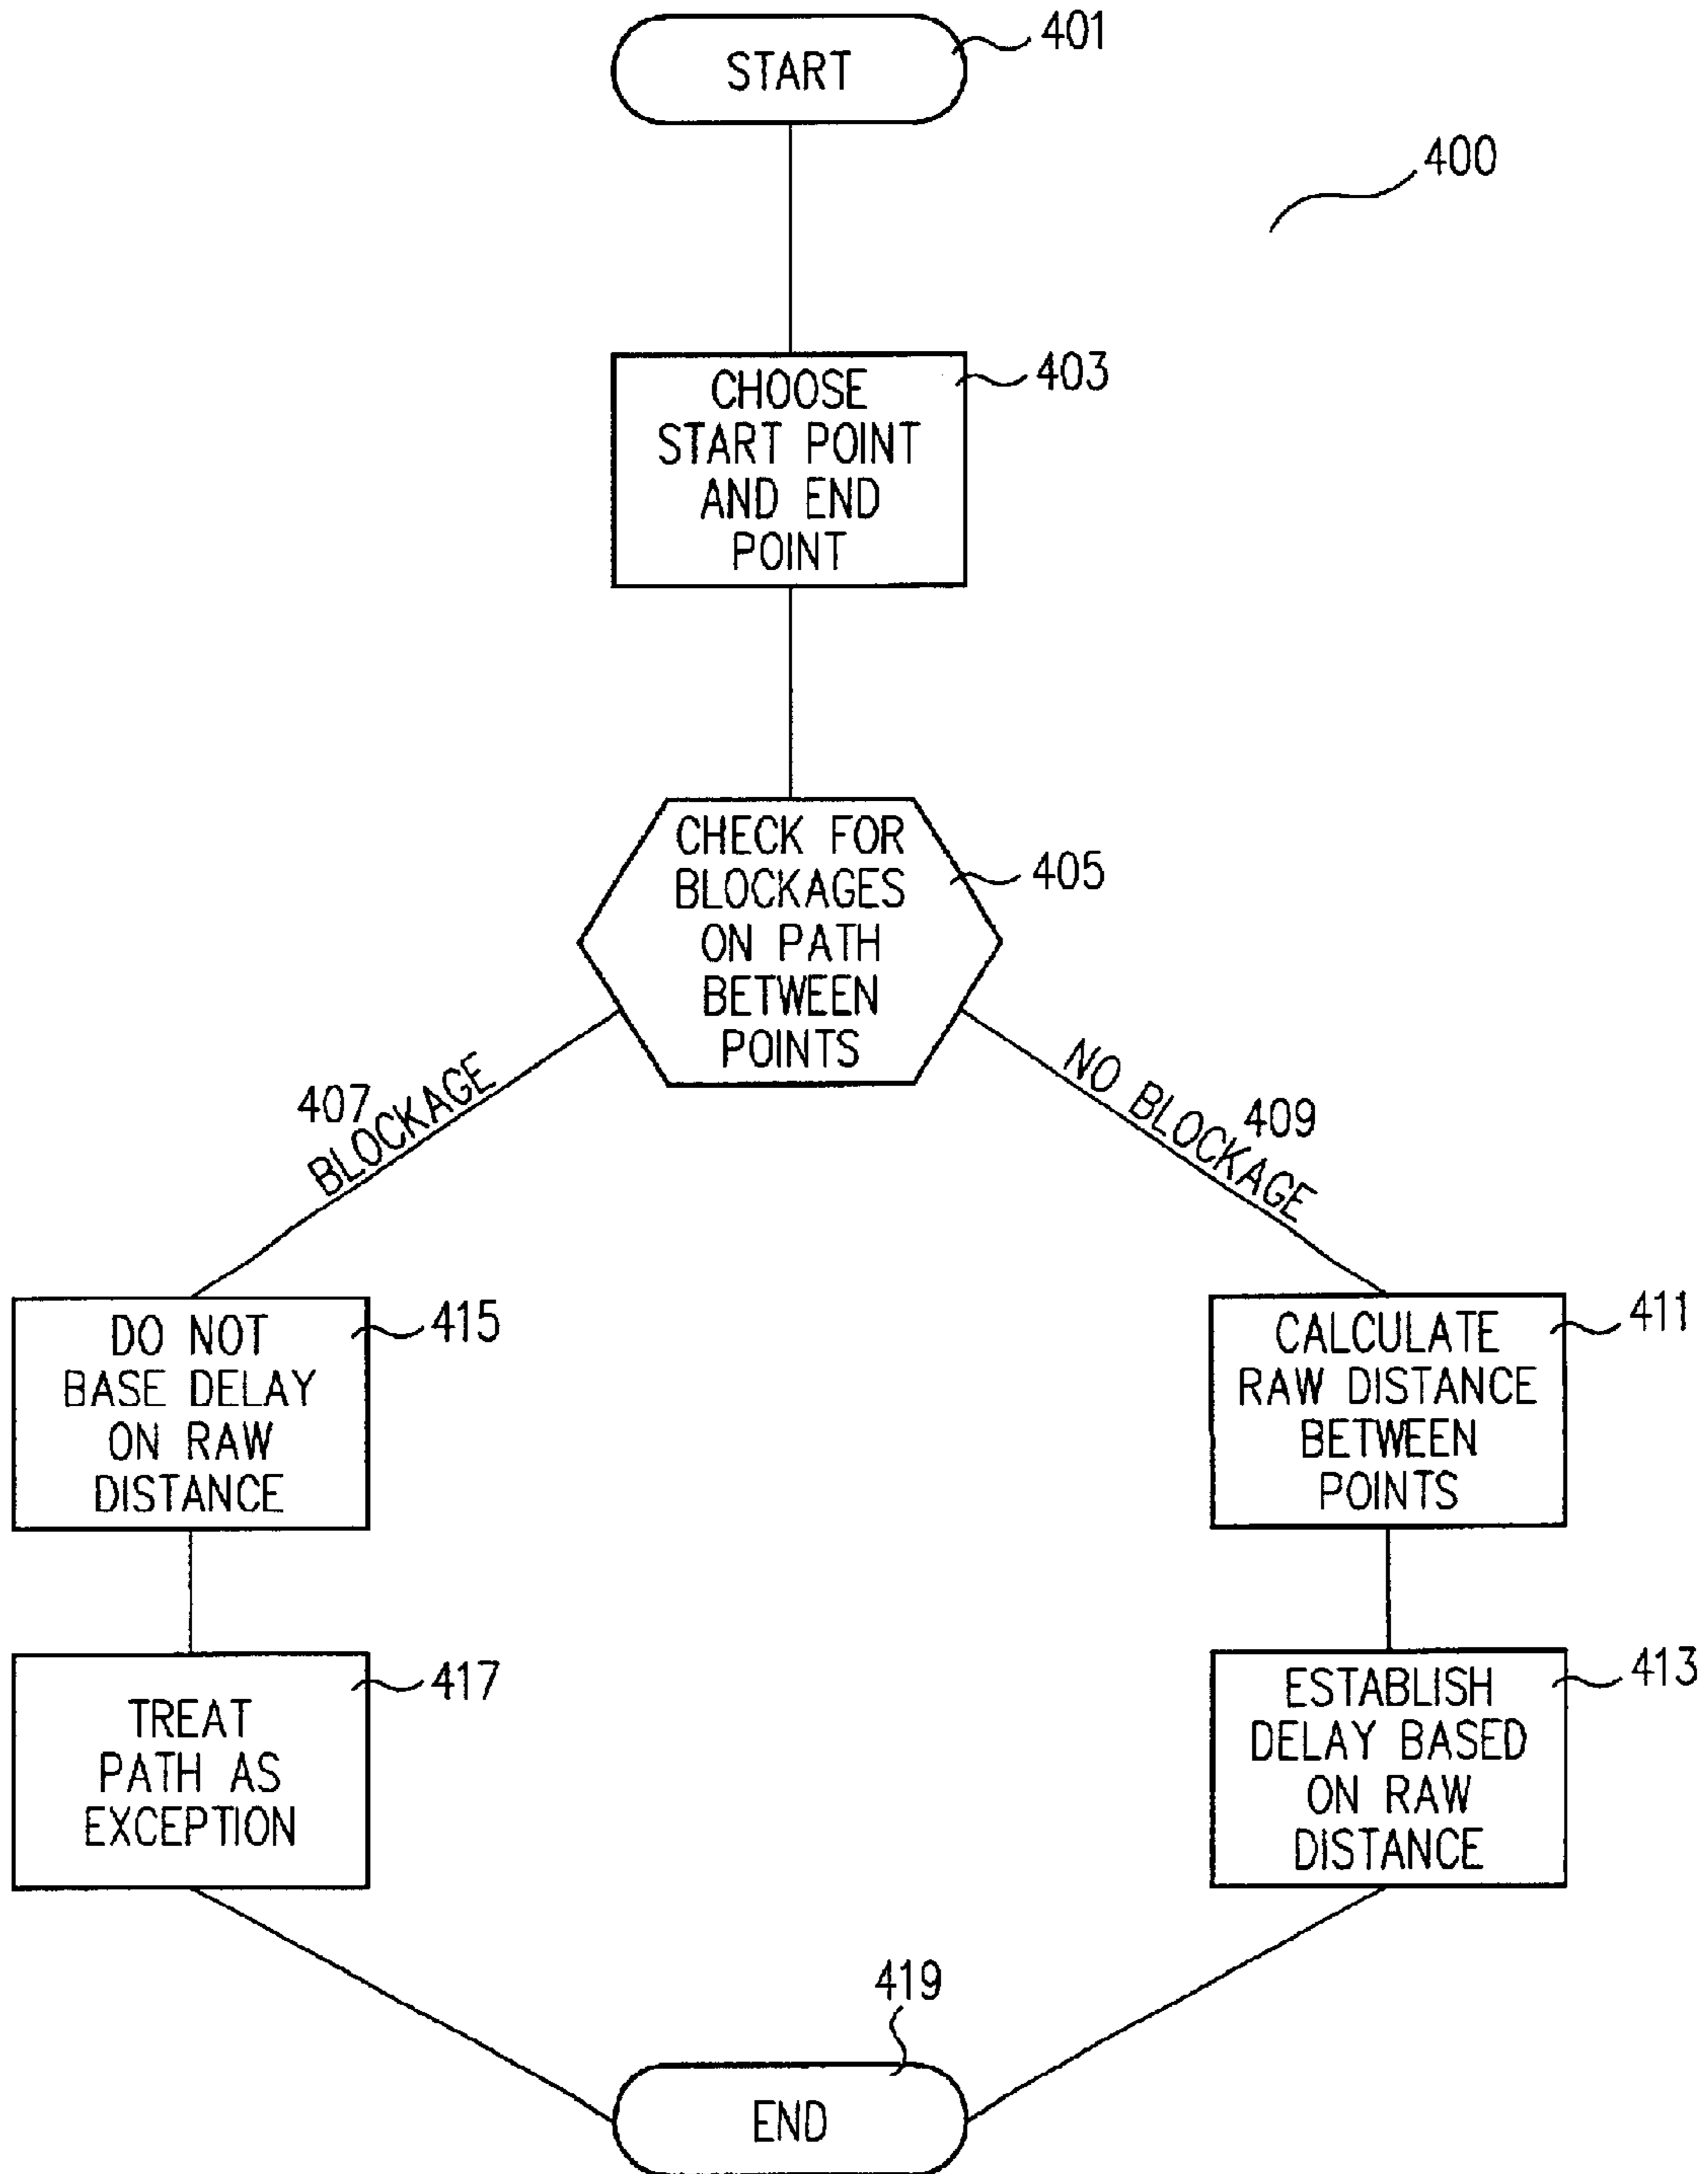 START
401
400
CHOOSE
START POINT
AND END
POINT
403
CHECK FOR
BLOCKAGES
ON PATH
BETWEEN
POINTS
405
407
BLOCKAGE
NO BLOCKAGE
409
DO NOT
BASE DELAY
ON RAW
DISTANCE
415
CALCULATE
RAW DISTANCE
BETWEEN
POINTS
411
TREAT
PATH AS
EXCEPTION
417
ESTABLISH
DELAY BASED
ON RAW
DISTANCE
413
419
END